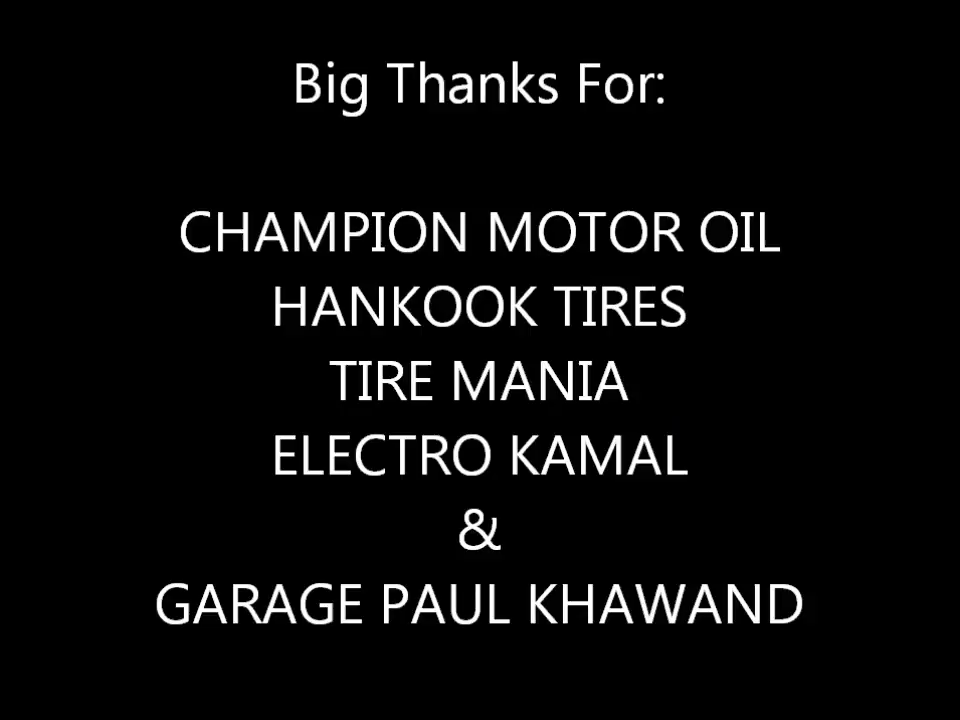 Big Thanks For:
CHAMPION MOTOR OIL
HANKOOK TIRES
TIRE MANIA
ELECTRO KAMAL
&
GARAGE PAUL KHAWAND